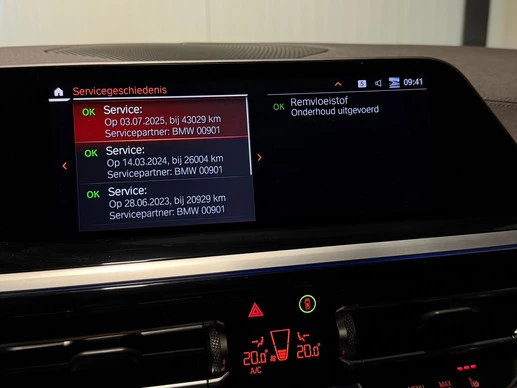 09:41
Servicegeschiedenis
OK Service:
Op 03.07.2025, bij 43029 km
Servicepartner: BMW 00901
OK Service:
Op 14.03.2024, bij 26004 km
Servicepartner: BMW 00901
OK Service:
Op 28.06.2023, bij 20929 km
Servicepartner: BMW 00901
OK Remvloeistof
Onderhoud uitgevoerd
20.0 20.0
A/C
MENU MAX